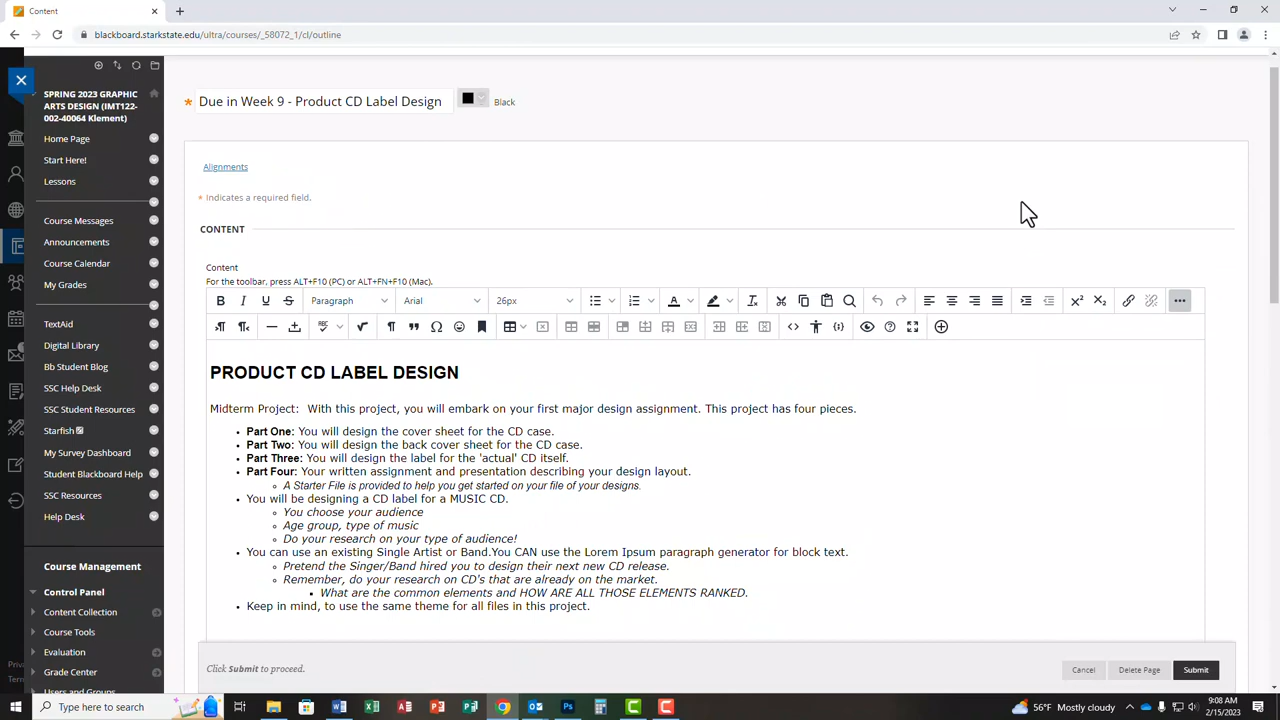 Content
blackboard.starkstate.edu/ultra/courses/_58072_1/cl/outline
SPRING 2023 GRAPHIC
ARTS DESIGN (IMT122-
002-40064 Klement)
Home Page
Start Here!
Lessons
Course Messages
Announcements
Course Calendar
My Grades
TextAid
Digital Library
Bb Student Blog
SSC Help Desk
SSC Student Resources
Starfish
My Survey Dashboard
Student Blackboard Help
SSC Resources
Help Desk
Course Management
Control Panel
Content Collection
Course Tools
Evaluation
Grade Center
Users and Groups
* Due in Week 9 - Product CD Label Design
Black
Alignments
* Indicates a required field.
CONTENT
Content
For the toolbar, press ALT+F10 (PC) or ALT+FN+F10 (Mac).
B I U S Paragraph Arial 26px
PRODUCT CD LABEL DESIGN
Midterm Project: With this project, you will embark on your first major design assignment. This project has four pieces.
• Part One: You will design the cover sheet for the CD case.
• Part Two: You will design the back cover sheet for the CD case.
• Part Three: You will design the label for the 'actual' CD itself.
• Part Four: Your written assignment and presentation describing your design layout.
◦ A Starter File is provided to help you get started on your file of your designs.
• You will be designing a CD label for a MUSIC CD.
◦ You choose your audience
◦ Age group, type of music
◦ Do your research on your type of audience!
• You can use an existing Single Artist or Band.You CAN use the Lorem Ipsum paragraph generator for block text.
◦ Pretend the Singer/Band hired you to design their next new CD release.
◦ Remember, do your research on CD's that are already on the market.
▪ What are the common elements and HOW ARE ALL THOSE ELEMENTS RANKED.
• Keep in mind, to use the same theme for all files in this project.
Click Submit to proceed.
Cancel
Delete Page
Submit
Priva
Term
Type here to search
56°F Mostly cloudy
9:08 AM
2/15/2023